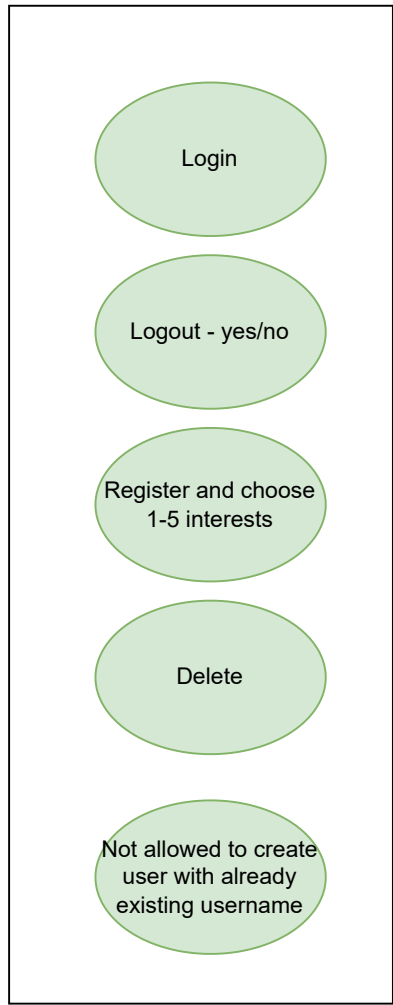 Login
Logout - yes/no
Register and choose
1-5 interests
Delete
Not allowed to create
user with already
existing username